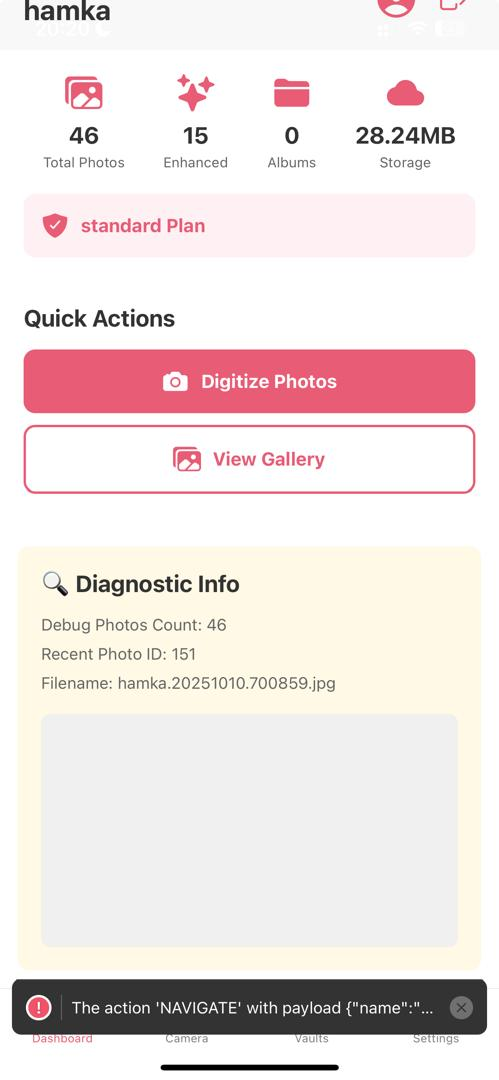 hamka
20:20
46
15
0
28.24MB
Total Photos
Enhanced
Albums
Storage
standard Plan
Quick Actions
Digitize Photos
View Gallery
🔍 Diagnostic Info
Debug Photos Count: 46
Recent Photo ID: 151
Filename: hamka.20251010.700859.jpg
The action 'NAVIGATE' with payload {"name":"...
Dashboard
Camera
Vaults
Settings